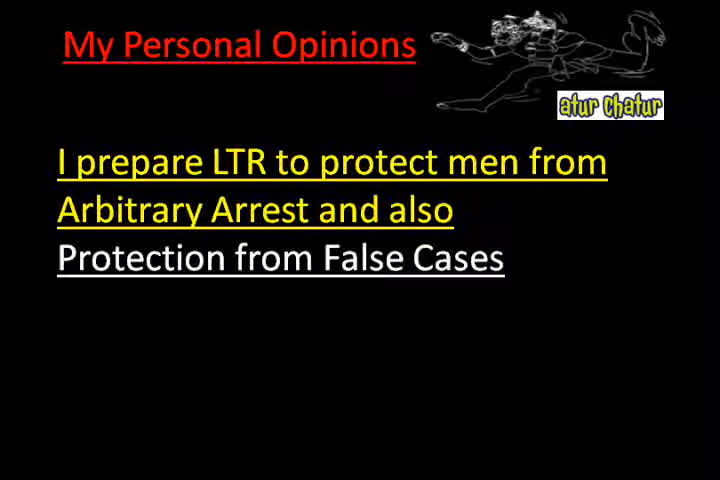 My Personal Opinions
atur chatur
I prepare LTR to protect men from
Arbitrary Arrest and also
Protection from False Cases